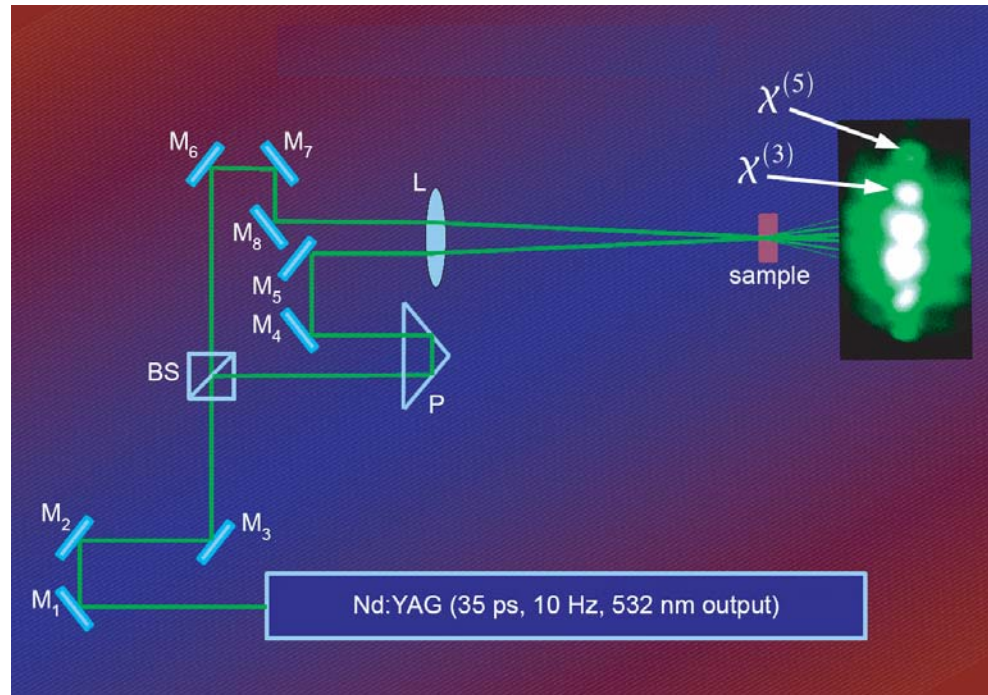 χ(5)
χ(3)
M6
M7
L
M8
M5
sample
M4
BS
P
M2
M3
M1
Nd:YAG (35 ps, 10 Hz, 532 nm output)